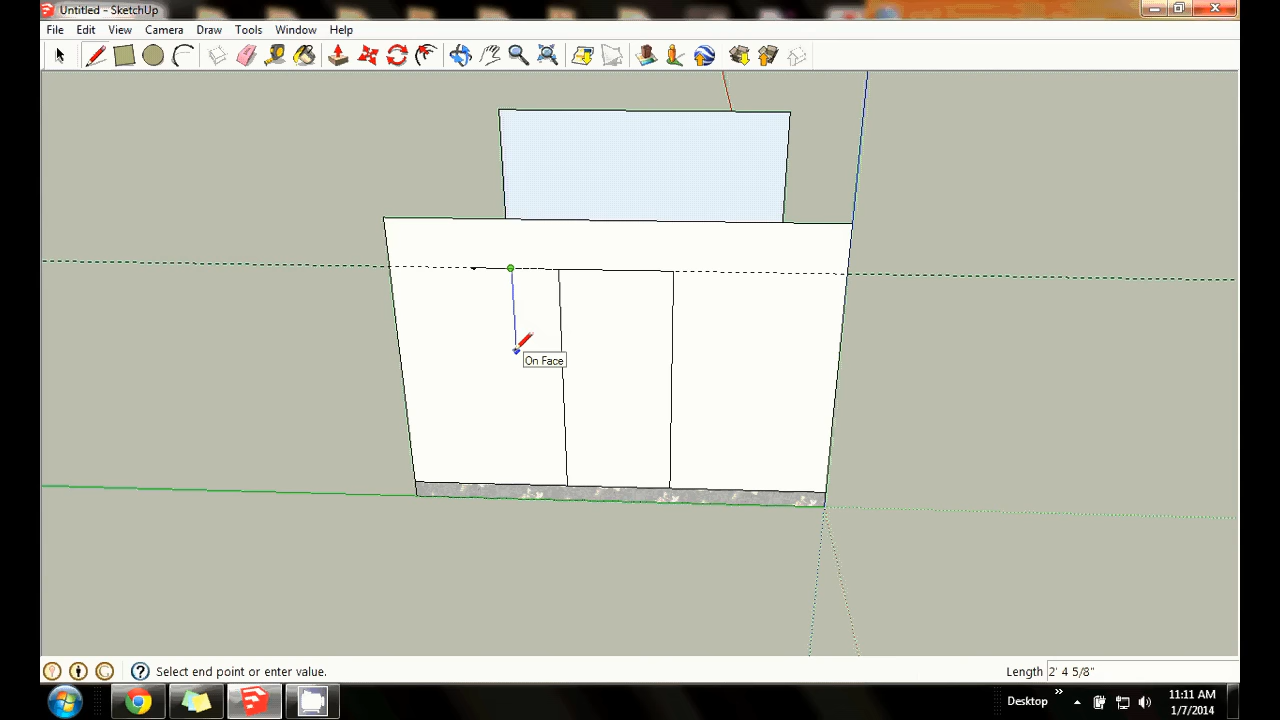 Untitled - SketchUp
File Edit View Camera Draw Tools Window Help
On Face
Select end point or enter value.
Length 2' 4 5/8"
Desktop
11:11 AM
1/7/2014